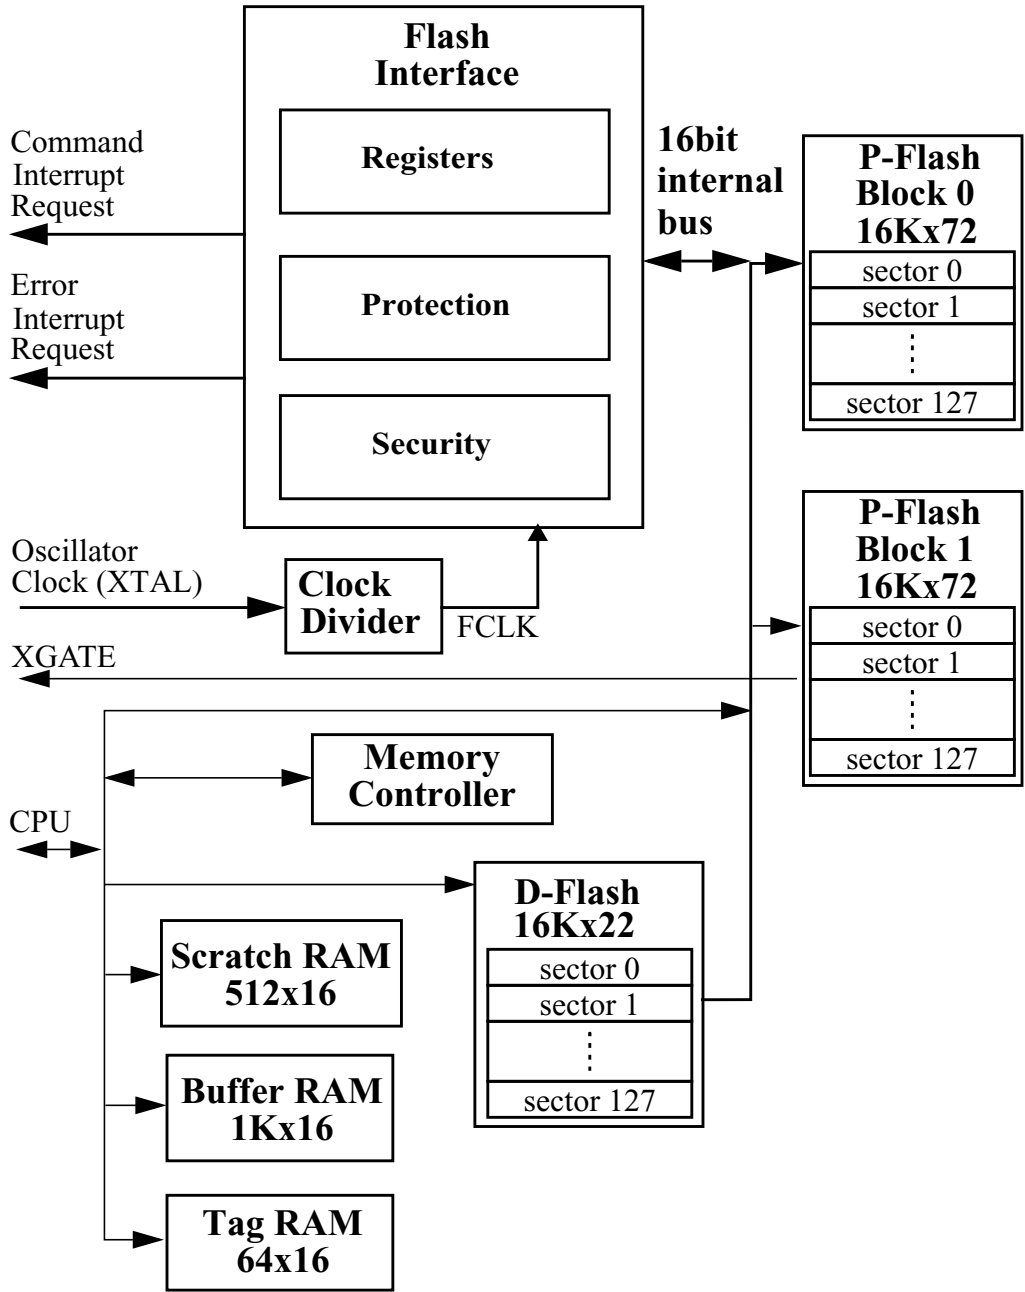 Flash
Interface
Registers
Protection
Security
Command
Interrupt
Request
Error
Interrupt
Request
16bit
internal
bus
P-Flash
Block 0
16Kx72
sector 0
sector 1
sector 127
P-Flash
Block 1
16Kx72
sector 0
sector 1
sector 127
Oscillator
Clock (XTAL)
Clock
Divider
FCLK
XGATE
Memory
Controller
CPU
D-Flash
16Kx22
sector 0
sector 1
sector 127
Scratch RAM
512x16
Buffer RAM
1Kx16
Tag RAM
64x16